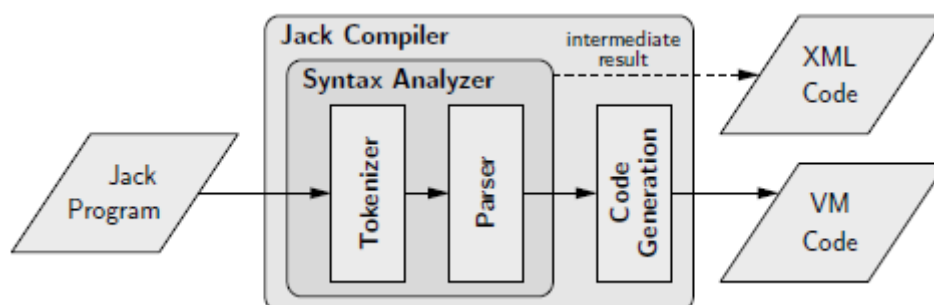 Jack Compiler
intermediate
result
XML
Code
Syntax Analyzer
Jack
Program
Tokenizer
Parser
Code
Generation
VM
Code